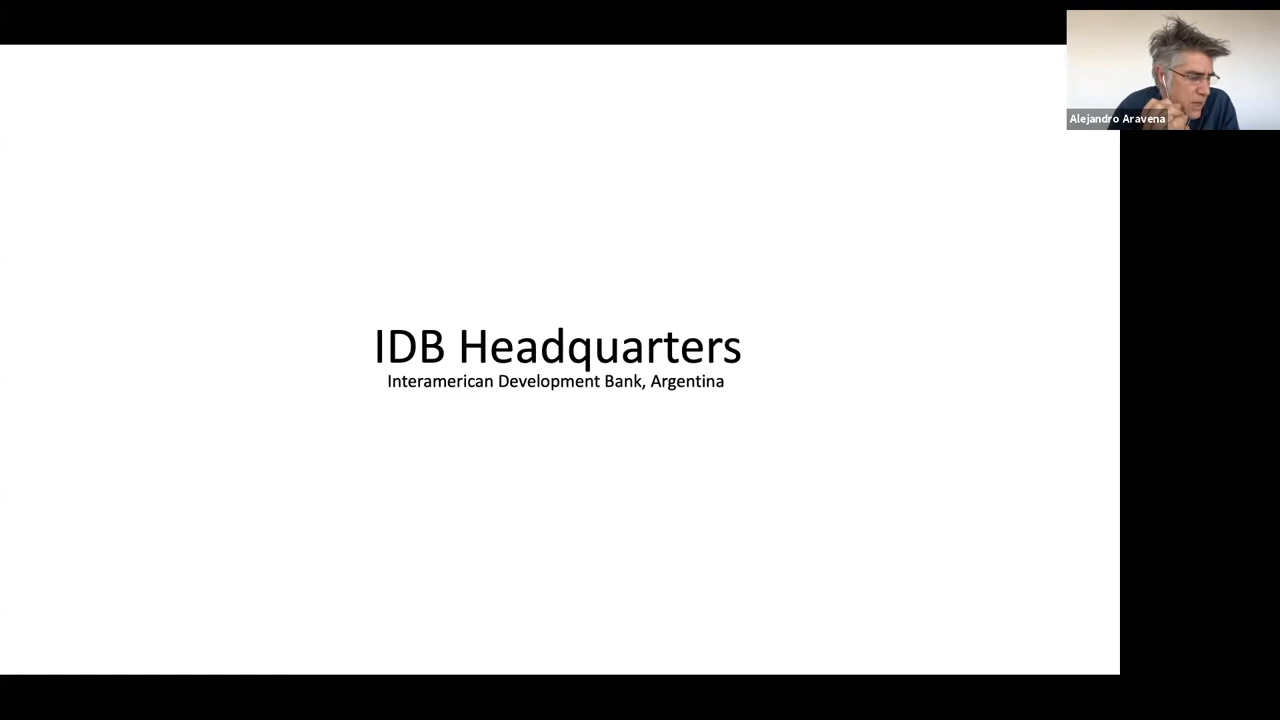 Alejandro Aravena
IDB Headquarters
Interamerican Development Bank, Argentina